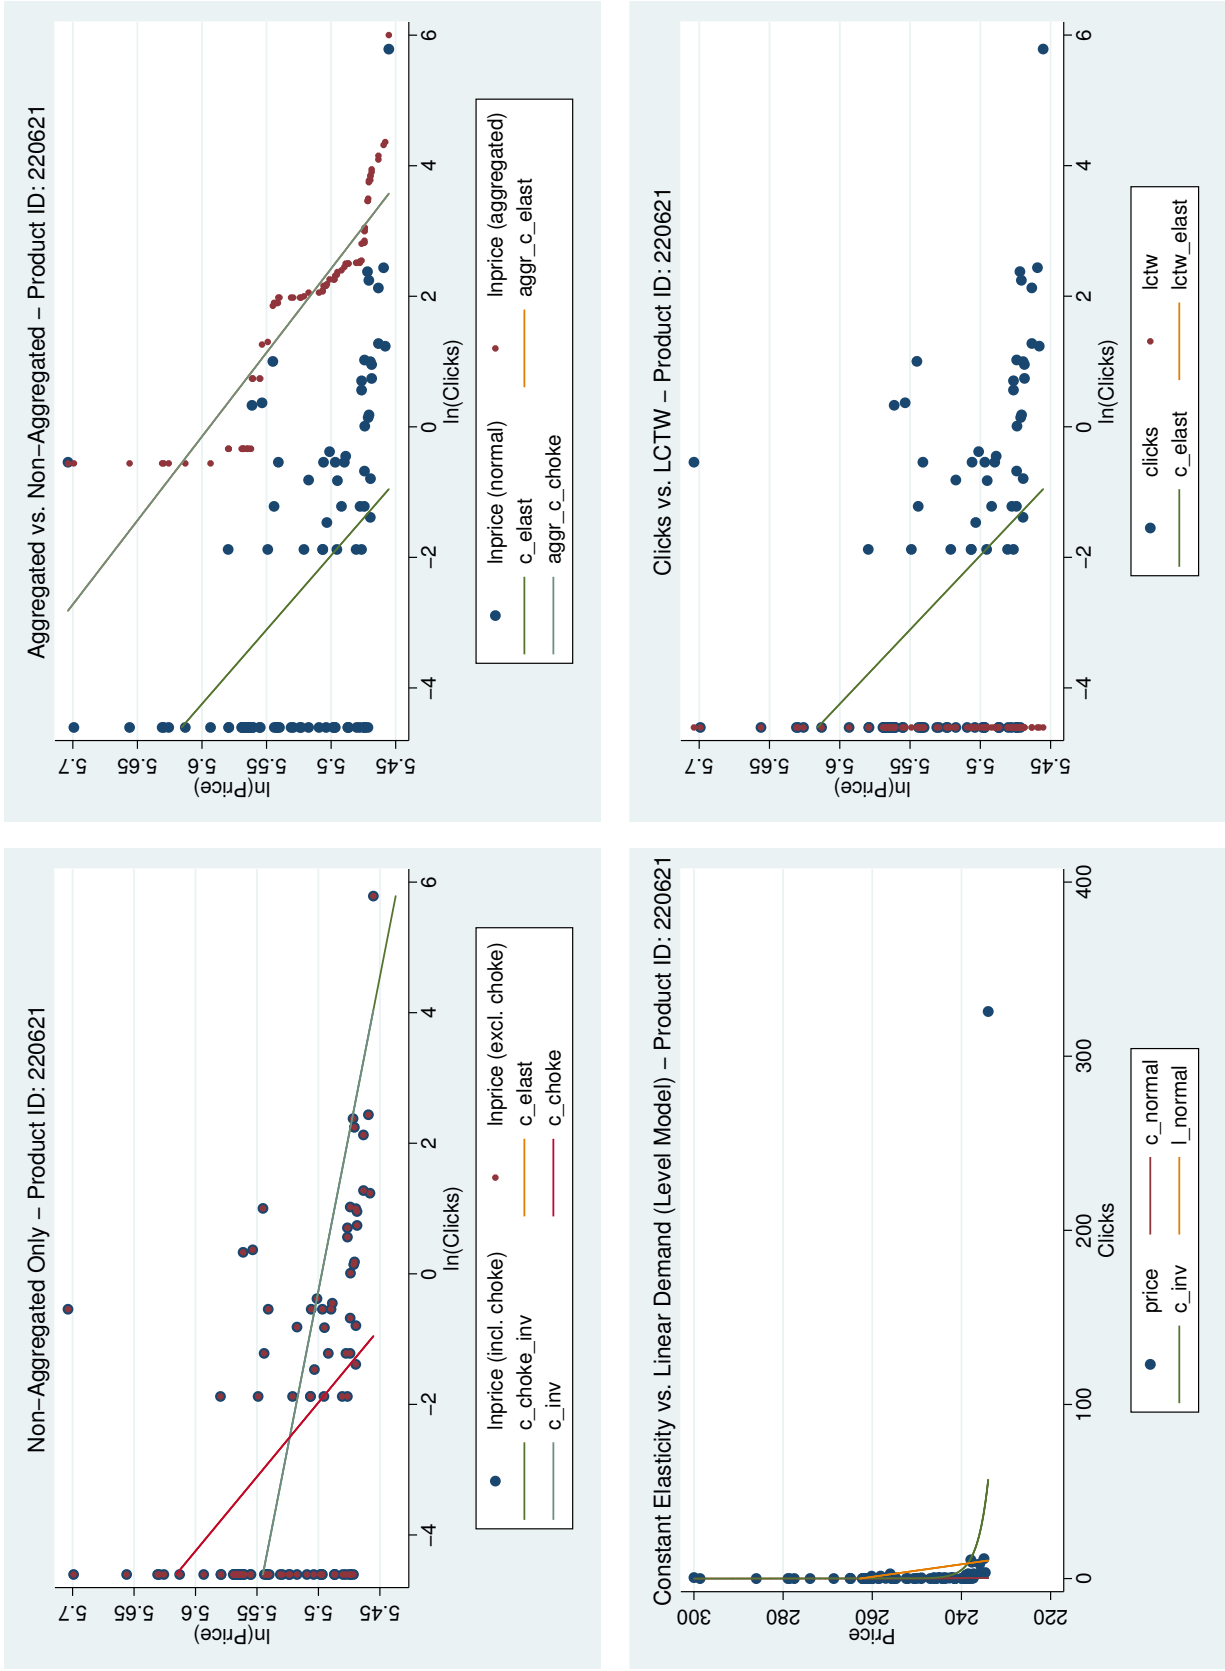 Non−Aggregated Only − Product ID: 220621
ln(Price)
5.7
5.65
5.6
5.55
5.5
5.45
−4
−2
0
2
4
6
ln(Clicks)
lnprice (incl. choke)
lnprice (excl. choke)
c_choke_inv
c_elast
c_inv
c_choke
Aggregated vs. Non−Aggregated − Product ID: 220621
ln(Price)
5.7
5.65
5.6
5.55
5.5
5.45
−4
−2
0
2
4
6
ln(Clicks)
lnprice (normal)
lnprice (aggregated)
c_elast
aggr_c_elast
aggr_c_choke
Constant Elasticity vs. Linear Demand (Level Model) − Product ID: 220621
Price
300
280
260
240
220
0
100
200
300
400
Clicks
price
c_normal
c_inv
l_normal
Clicks vs. LCTW − Product ID: 220621
ln(Price)
5.7
5.65
5.6
5.55
5.5
5.45
−4
−2
0
2
4
6
ln(Clicks)
clicks
lctw
c_elast
lctw_elast